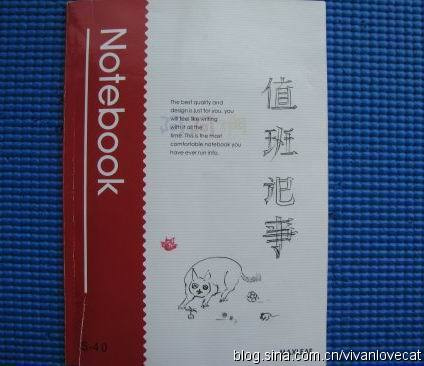 Notebook
The best quality and
design is just for you. you
will feel like writing
with it all the
time. This is the most
comfortable notebook you
have ever run into.
值班记事
S-40
blog.sina.com.cn/vivanlovecat